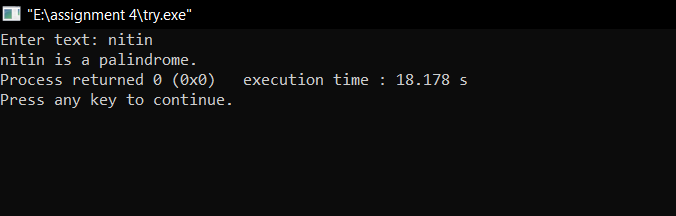 "E:\assignment 4\try.exe"
Enter text: nitin
nitin is a palindrome.
Process returned 0 (0x0)   execution time : 18.178 s
Press any key to continue.